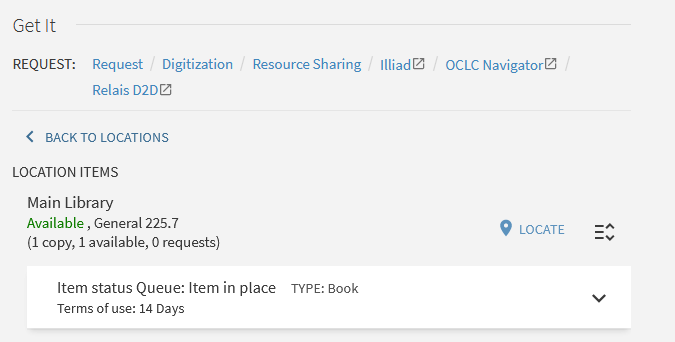 Get It
REQUEST: Request / Digitization / Resource Sharing / Illiad / OCLC Navigator /
Relais D2D
BACK TO LOCATIONS
LOCATION ITEMS
Main Library
Available , General 225.7
(1 copy, 1 available, 0 requests)
LOCATE
Item status Queue: Item in place TYPE: Book
Terms of use: 14 Days